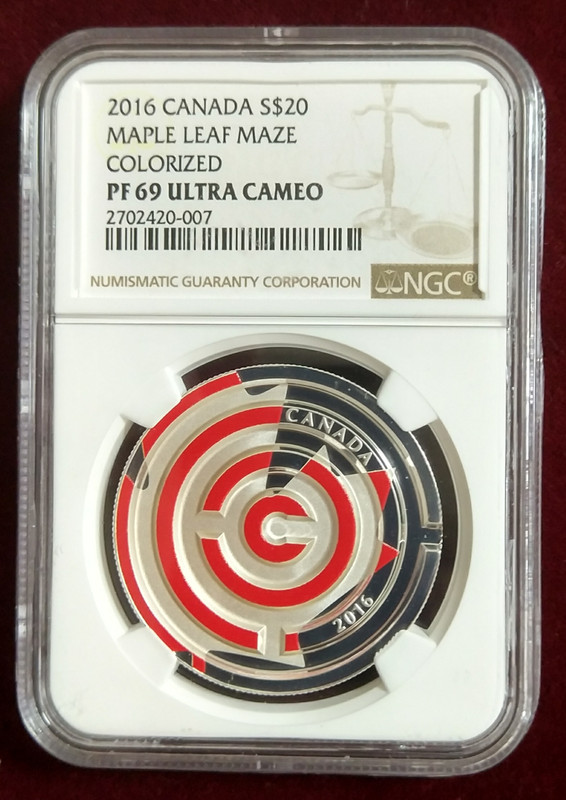 2016 CANADA S$20
MAPLE LEAF MAZE
COLORIZED
PF 69 ULTRA CAMEO
2702420-007
NUMISMATIC GUARANTY CORPORATION
NGC®
CANADA
2016